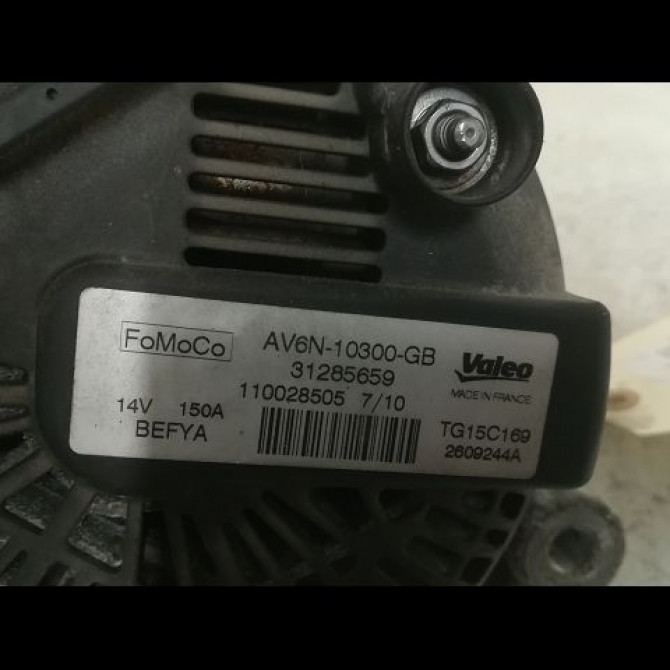 FoMoCo
AV6N-10300-GB
31285659
110028505 7/10
14V 150A
BEFYA
Valeo
MADE IN FRANCE
TG15C169
2609244A